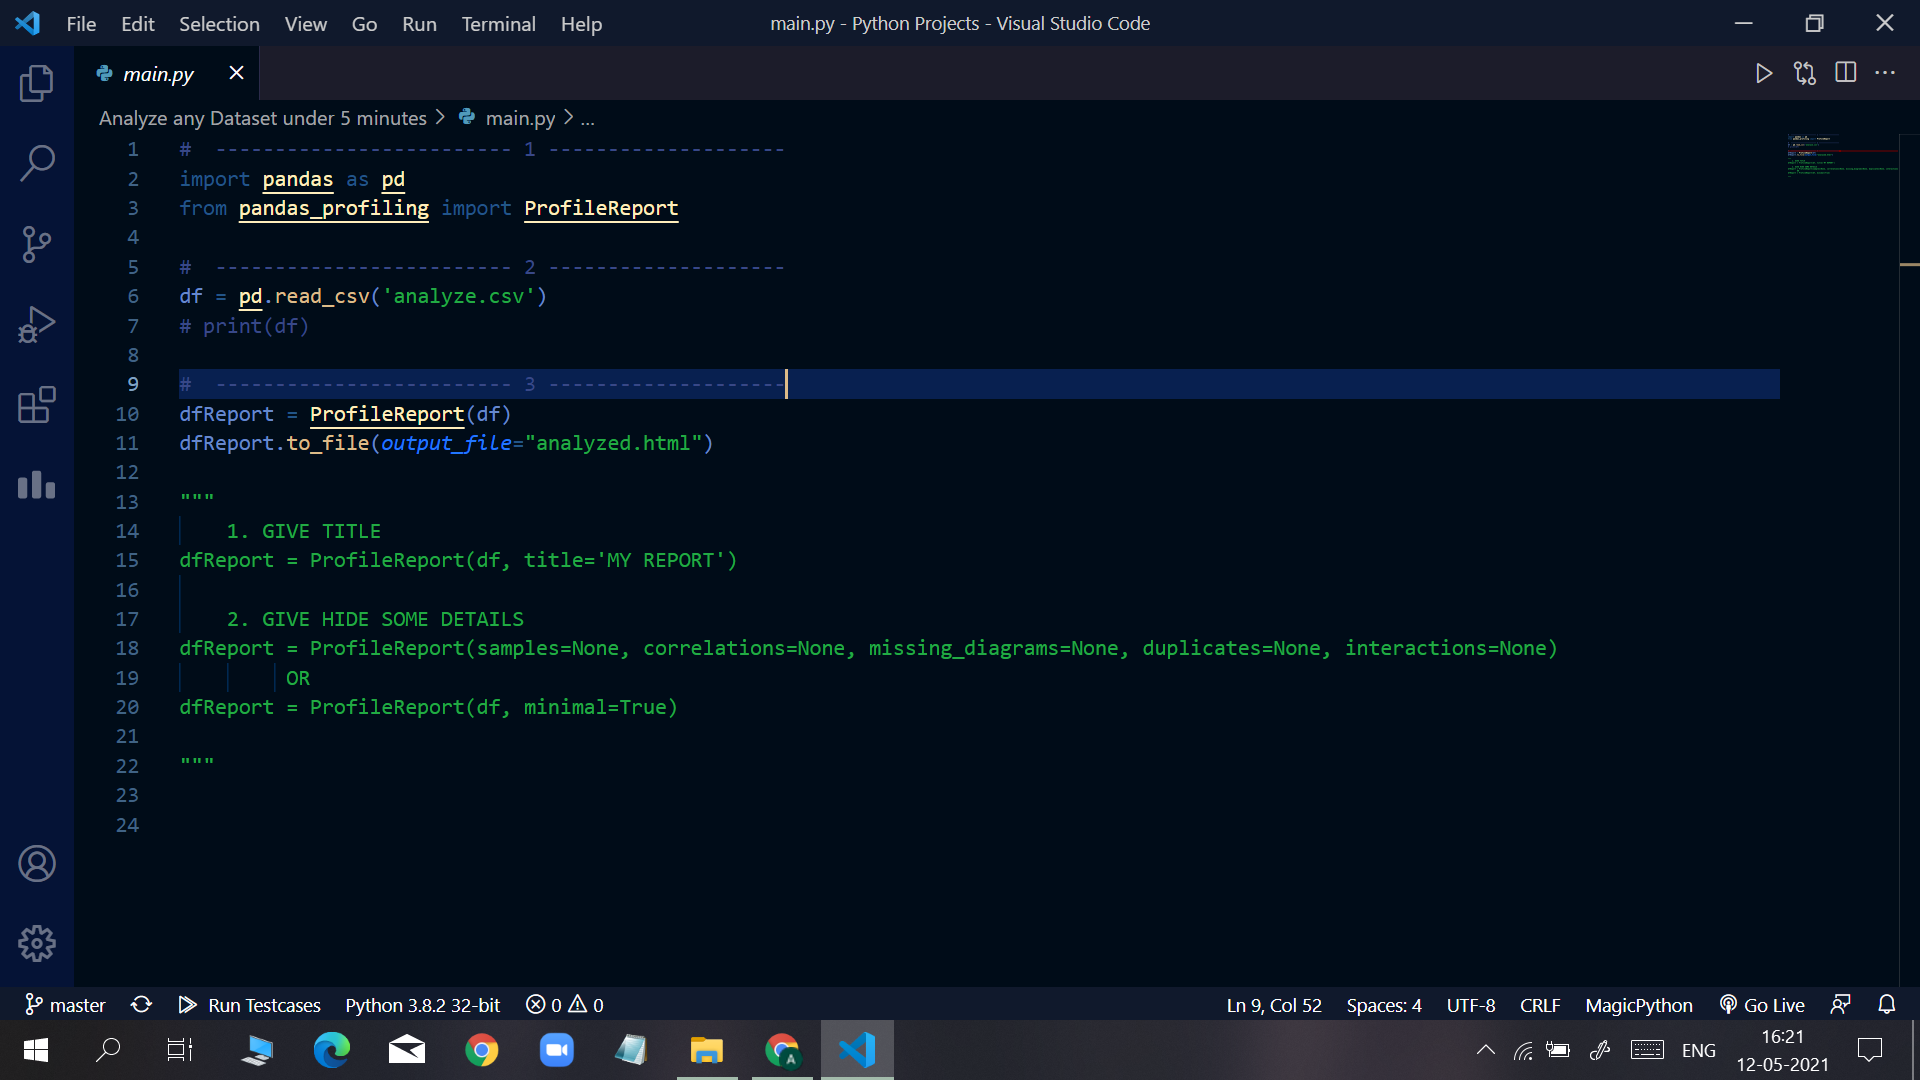 File Edit Selection View Go Run Terminal Help main.py - Python Projects - Visual Studio Code
main.py
Analyze any Dataset under 5 minutes > main.py > ...
1 # ------------------------- 1 --------------------
2 import pandas as pd
3 from pandas_profiling import ProfileReport
4
5 # ------------------------- 2 --------------------
6 df = pd.read_csv('analyze.csv')
7 # print(df)
8
9 # ------------------------- 3 --------------------
10 dfReport = ProfileReport(df)
11 dfReport.to_file(output_file="analyzed.html")
12
13 """
14 1. GIVE TITLE
15 dfReport = ProfileReport(df, title='MY REPORT')
16
17 2. GIVE HIDE SOME DETAILS
18 dfReport = ProfileReport(samples=None, correlations=None, missing_diagrams=None, duplicates=None, interactions=None)
19 OR
20 dfReport = ProfileReport(df, minimal=True)
21
22 """
23
24
master Run Testcases Python 3.8.2 32-bit 0 0 Ln 9, Col 52 Spaces: 4 UTF-8 CRLF MagicPython Go Live
A ENG 16:21
12-05-2021